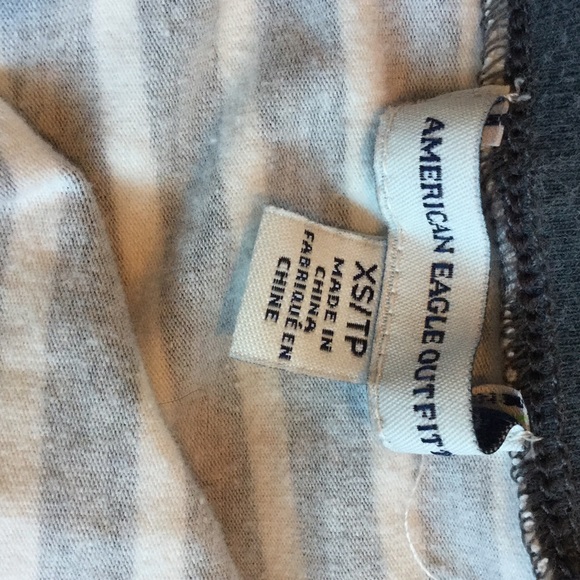 AMERICAN EAGLE OUTFIT
XS/TP
MADE IN
CHINA
FABRIQUÉ EN
CHINE